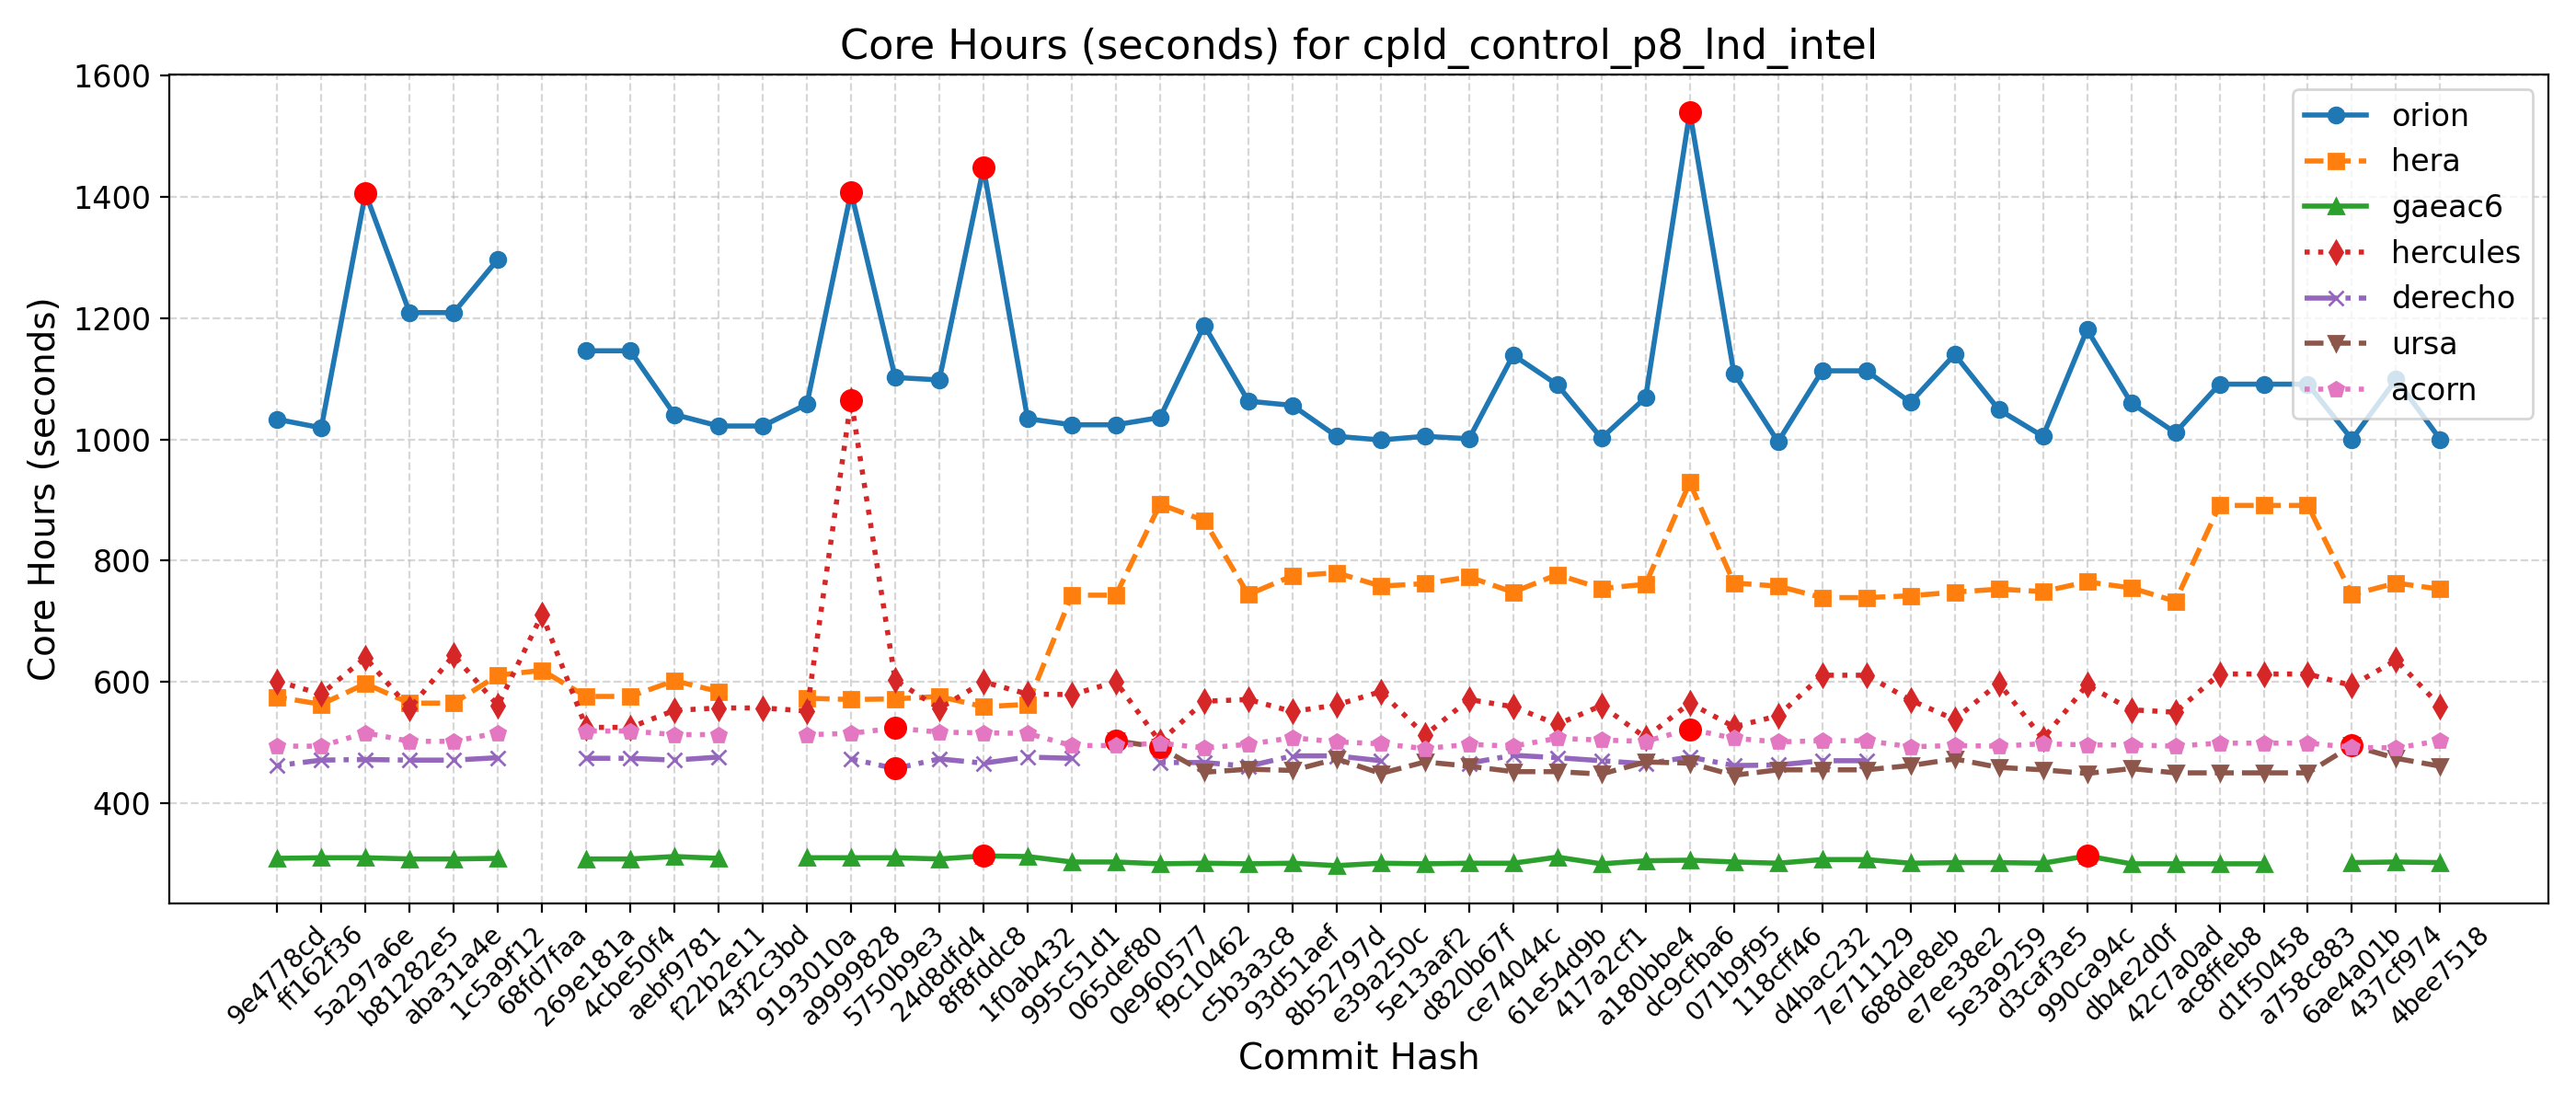 Core Hours (seconds) for cpld_control_p8_lnd_intel
Core Hours (seconds)
1600
1400
1200
1000
800
600
400
orion
hera
gaeac6
hercules
derecho
ursa
acorn
9e4778cd
ff162f36
5a297a6e
b81282e5
aba31a4e
1c5a9f12
68fd7faa
269e181a
4cbe50f4
aebf9781
f22b2e11
43f2c3bd
9193010a
a9999828
5750b9e3
24d8dfd4
8f8fddc8
1f0ab432
995c51d1
065def80
0e960577
f9c10462
c5b3a3c8
93d51aef
8b52797d
e39a250c
5e13aaf2
d820b67f
ce74044c
61e54d9b
417a2cf1
a180bbe4
dc9cfba6
071b9f95
118cff46
d4bac232
7e711129
688de8eb
e7ee38e2
5e3a9259
d3caf3e5
990ca94c
db4e2d0f
42c7a0ad
ac8ffeb8
d1f50458
a758c883
6ae4a01b
437cf974
4bee7518
Commit Hash